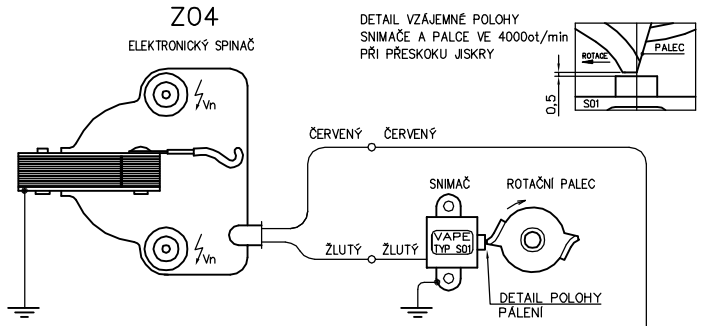 Z04
ELEKTRONICKÝ SPINAČ
DETAIL VZÁJEMNÉ POLOHY
SNIMAČE A PALCE VE 4000ot/min
PŘI PŘESKOKU JISKRY
ROTACE
PALEC
0,5
S01
Vn
ČERVENÝ ČERVENÝ
SNIMAČ
ROTAČNÍ PALEC
VAPE
TYP S01
Vn
ŽLUTÝ ŽLUTÝ
DETAIL POLOHY
PÁLENÍ